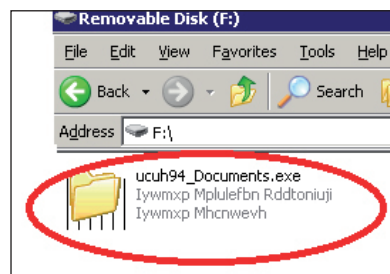 Removable Disk (F:)
File Edit View Favorites Tools Help
Back Search
Address F:\
ucuh94_Documents.exe
Iywmxp Mplulefbn Rddtoniuji
Iywmxp Mhcnwevh